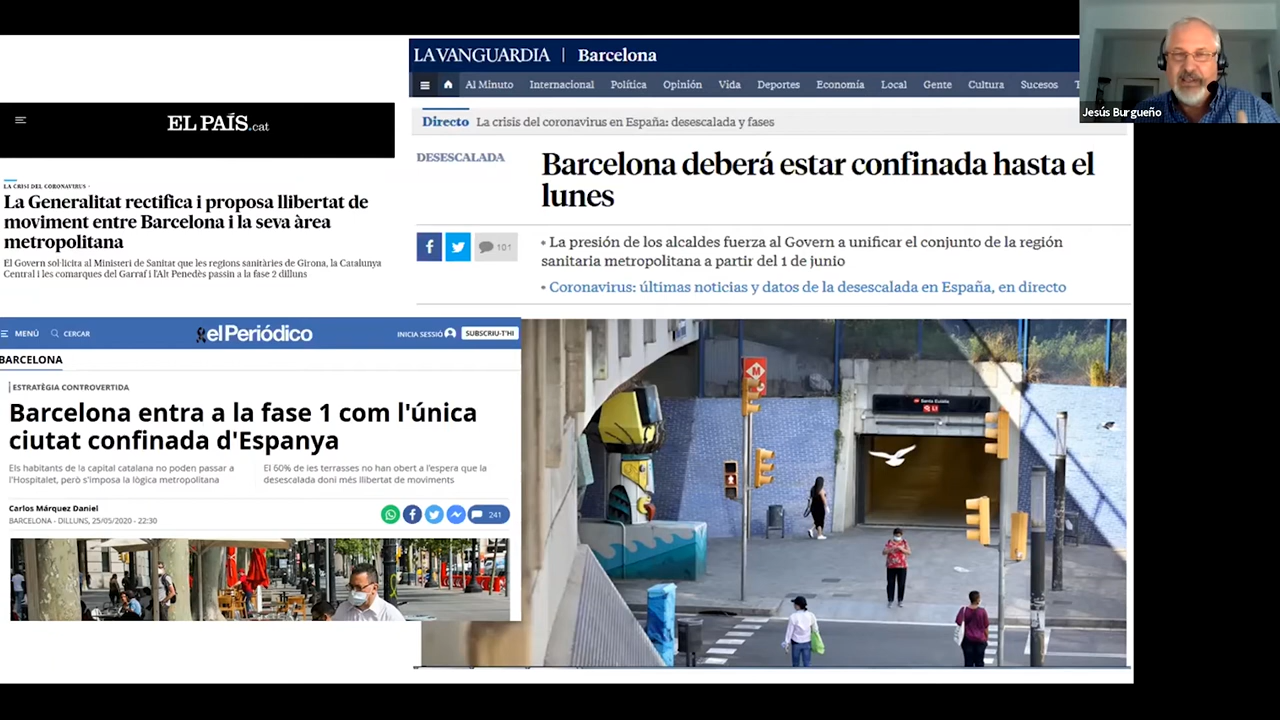 EL PAÍS.cat
LA CRISI DEL CORONAVIRUS
La Generalitat rectifica i proposa llibertat de
moviment entre Barcelona i la seva àrea
metropolitana
El Govern sol·licita al Ministeri de Sanitat que les regions sanitàries de Girona, la Catalunya
Central i les comarques del Garraf i l'Alt Penedès passin a la fase 2 dilluns
LA VANGUARDIA | Barcelona
Al Minuto Internacional Política Opinión Vida Deportes Economía Local Gente Cultura Sucesos
Directo La crisis del coronavirus en España: desescalada y fases
DESESCALADA
Barcelona deberá estar confinada hasta el
lunes
101
• La presión de los alcaldes fuerza al Govern a unificar el conjunto de la región
sanitaria metropolitana a partir del 1 de junio
• Coronavirus: últimas noticias y datos de la desescalada en España, en directo
Jesús Burgueño
MENÚ CERCAR el Periódico INICIA SESSIÓ SUBSCRIU-T'HI
BARCELONA
ESTRATÈGIA CONTROVERTIDA
Barcelona entra a la fase 1 com l'única
ciutat confinada d'Espanya
Els habitants de la capital catalana no poden passar a
l'Hospitalet, però s'imposa la lògica metropolitana
El 60% de les terrasses no han obert a l'espera que la
desescalada doni més llibertat de moviments
Carlos Márquez Daniel
BARCELONA - DILLUNS, 25/05/2020 - 22:30
241
M
Santa Eulàlia
L1